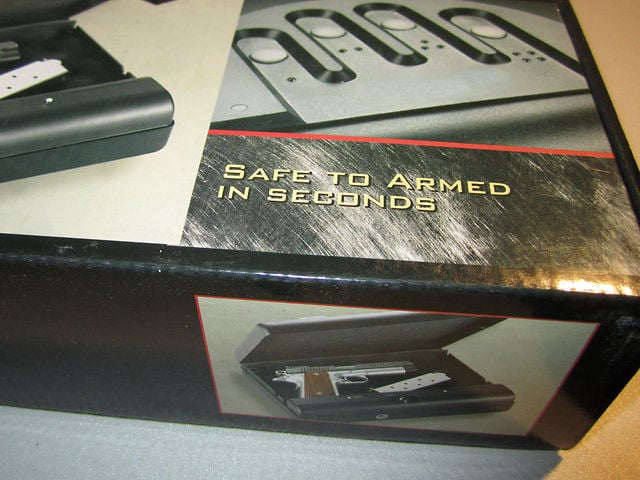 SAFE TO ARMED
IN SECONDS